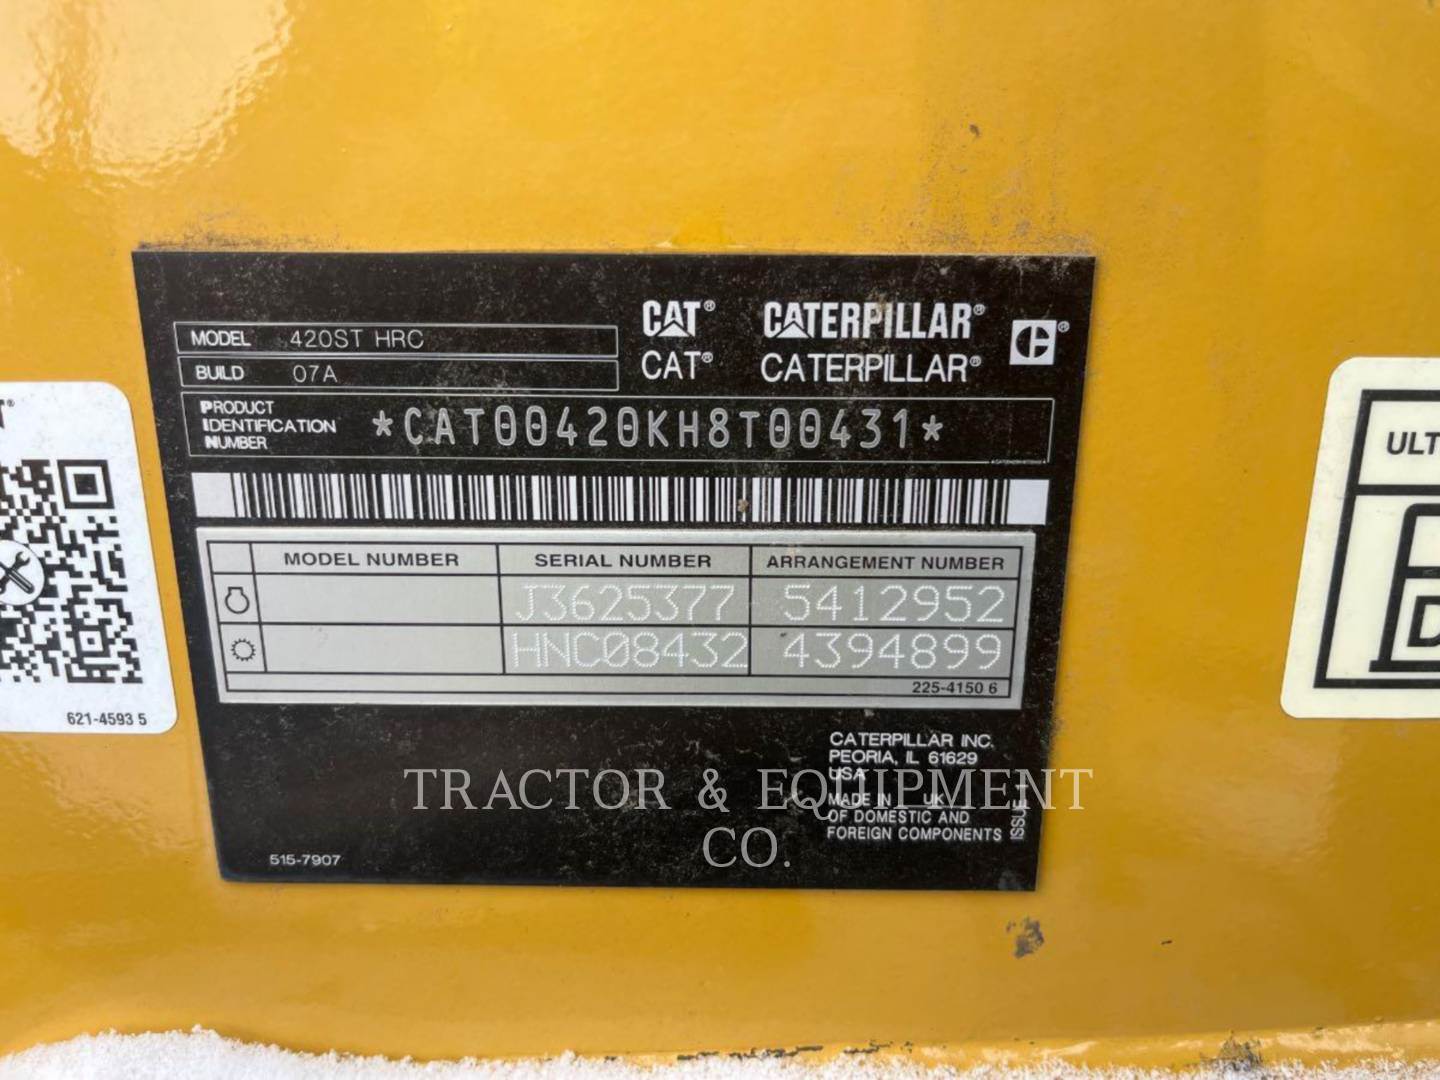 MODEL 420ST HRC
BUILD 07A
CAT® CATERPILLAR®
CAT® CATERPILLAR®
PRODUCT IDENTIFICATION NUMBER *CAT00420KH8T00431*
MODEL NUMBER SERIAL NUMBER ARRANGEMENT NUMBER
J3625377 5412952
HNC08432 4394899
225-4150 6
CATERPILLAR INC.
PEORIA, IL 61629
USA
MADE IN UK
OF DOMESTIC AND
FOREIGN COMPONENTS
ISSUE
515-7907
621-4593 5
ULT
D
TRACTOR & EQUIPMENT
CO.